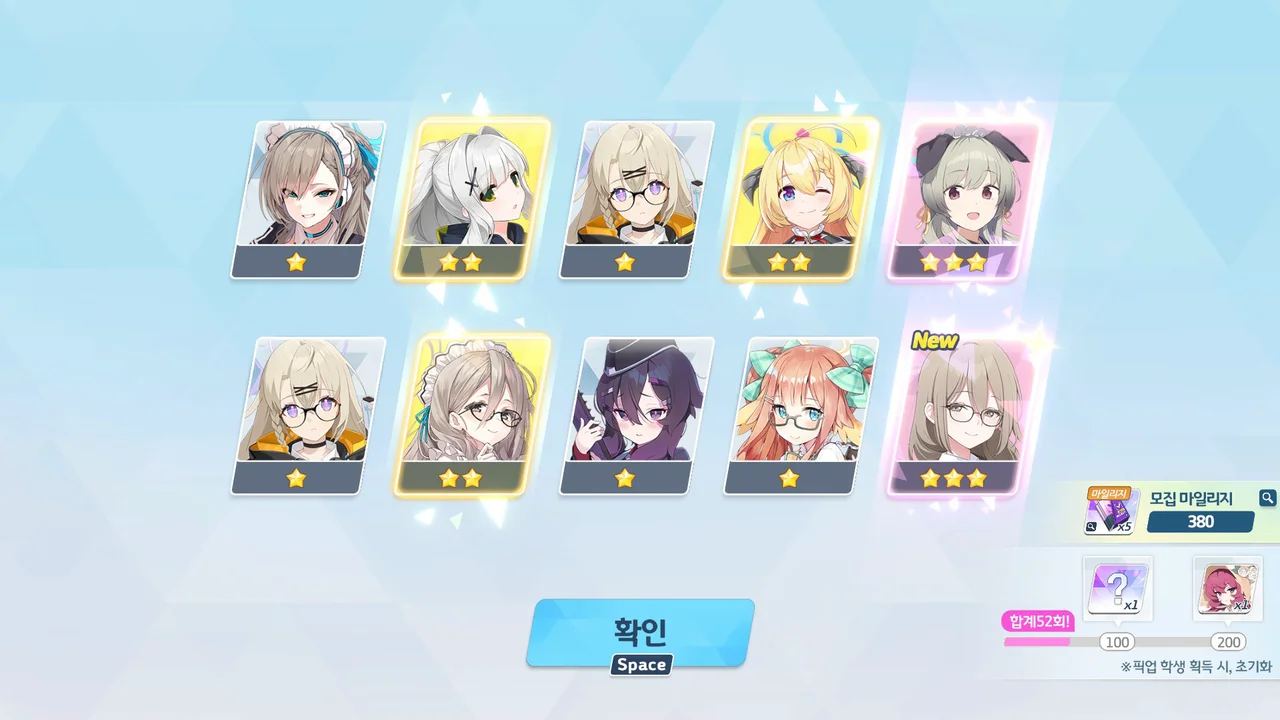 New
마일리지
x5
모집 마일리지
380
x1
x1
합계52회!
100
200
※픽업 학생 획득 시, 초기화
확인
Space